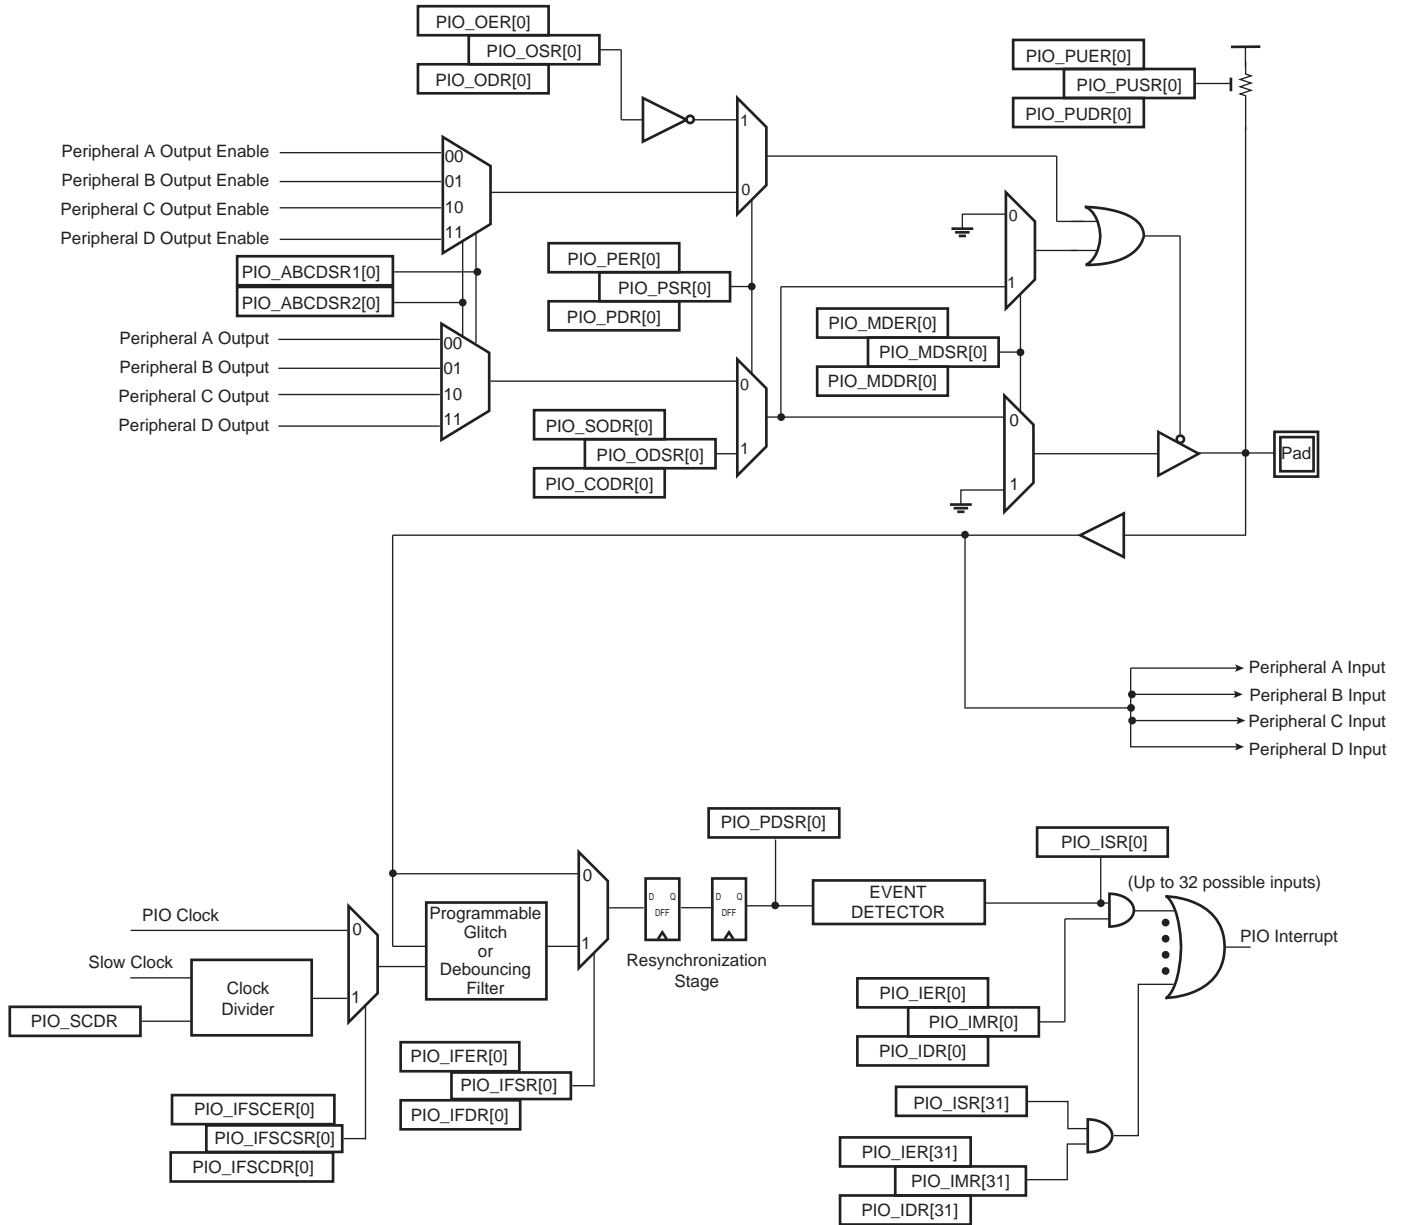 PIO_OER[0]
PIO_OSR[0]
PIO_ODR[0]
PIO_PUER[0]
PIO_PUSR[0]
PIO_PUDR[0]
1
0
Peripheral A Output Enable
Peripheral B Output Enable
Peripheral C Output Enable
Peripheral D Output Enable
00
01
10
11
PIO_ABCDSR1[0]
PIO_ABCDSR2[0]
PIO_PER[0]
PIO_PSR[0]
PIO_PDR[0]
0
1
PIO_MDER[0]
PIO_MDSR[0]
PIO_MDDR[0]
Peripheral A Output
Peripheral B Output
Peripheral C Output
Peripheral D Output
00
01
10
11
0
1
PIO_SODR[0]
PIO_ODSR[0]
PIO_CODR[0]
0
1
Pad
Peripheral A Input
Peripheral B Input
Peripheral C Input
Peripheral D Input
PIO_PDSR[0]
PIO_ISR[0]
(Up to 32 possible inputs)
0
1
D Q
DFF
D Q
DFF
Resynchronization
Stage
EVENT
DETECTOR
PIO Interrupt
PIO Clock
Slow Clock
PIO_SCDR
Clock
Divider
0
1
Programmable
Glitch
or
Debouncing
Filter
PIO_IER[0]
PIO_IMR[0]
PIO_IDR[0]
PIO_IFER[0]
PIO_IFSR[0]
PIO_IFDR[0]
PIO_IFSCER[0]
PIO_IFSCSR[0]
PIO_IFSCDR[0]
PIO_ISR[31]
PIO_IER[31]
PIO_IMR[31]
PIO_IDR[31]